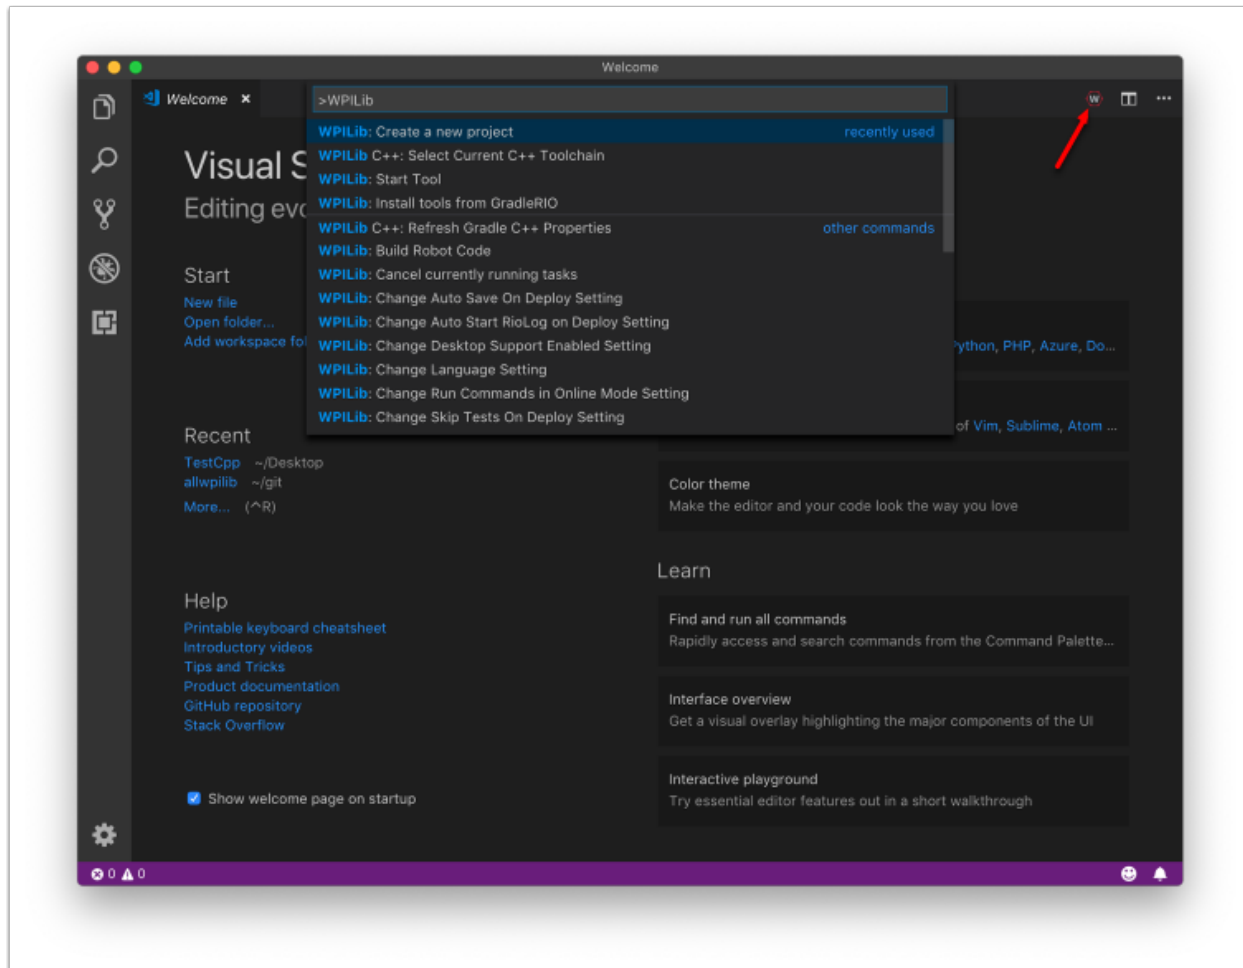 Welcome
Welcome ×
>WPILib
W
WPILib: Create a new project recently used
WPILib C++: Select Current C++ Toolchain
WPILib: Start Tool
WPILib: Install tools from GradleRIO
WPILib C++: Refresh Gradle C++ Properties other commands
WPILib: Build Robot Code
WPILib: Cancel currently running tasks
WPILib: Change Auto Save On Deploy Setting
WPILib: Change Auto Start RioLog on Deploy Setting
WPILib: Change Desktop Support Enabled Setting
WPILib: Change Language Setting
WPILib: Change Run Commands in Online Mode Setting
WPILib: Change Skip Tests On Deploy Setting
Visual S
Editing evo
Start
New file
Open folder...
Add workspace fol
Recent
TestCpp ~/Desktop
allwpilib ~/git
More... (^R)
Help
Printable keyboard cheatsheet
Introductory videos
Tips and Tricks
Product documentation
GitHub repository
Stack Overflow
Show welcome page on startup
Python, PHP, Azure, Do...
of Vim, Sublime, Atom ...
Color theme
Make the editor and your code look the way you love
Learn
Find and run all commands
Rapidly access and search commands from the Command Palette...
Interface overview
Get a visual overlay highlighting the major components of the UI
Interactive playground
Try essential editor features out in a short walkthrough
0 0